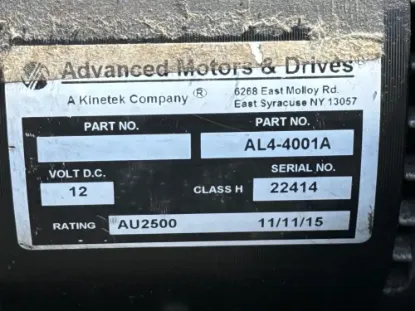 Advanced Motors & Drives
A Kinetek Company ®
6268 East Molloy Rd.
East Syracuse NY 13057
PART NO. PART NO.
AL4-4001A
VOLT D.C. SERIAL NO.
12 CLASS H 22414
RATING AU2500 11/11/15